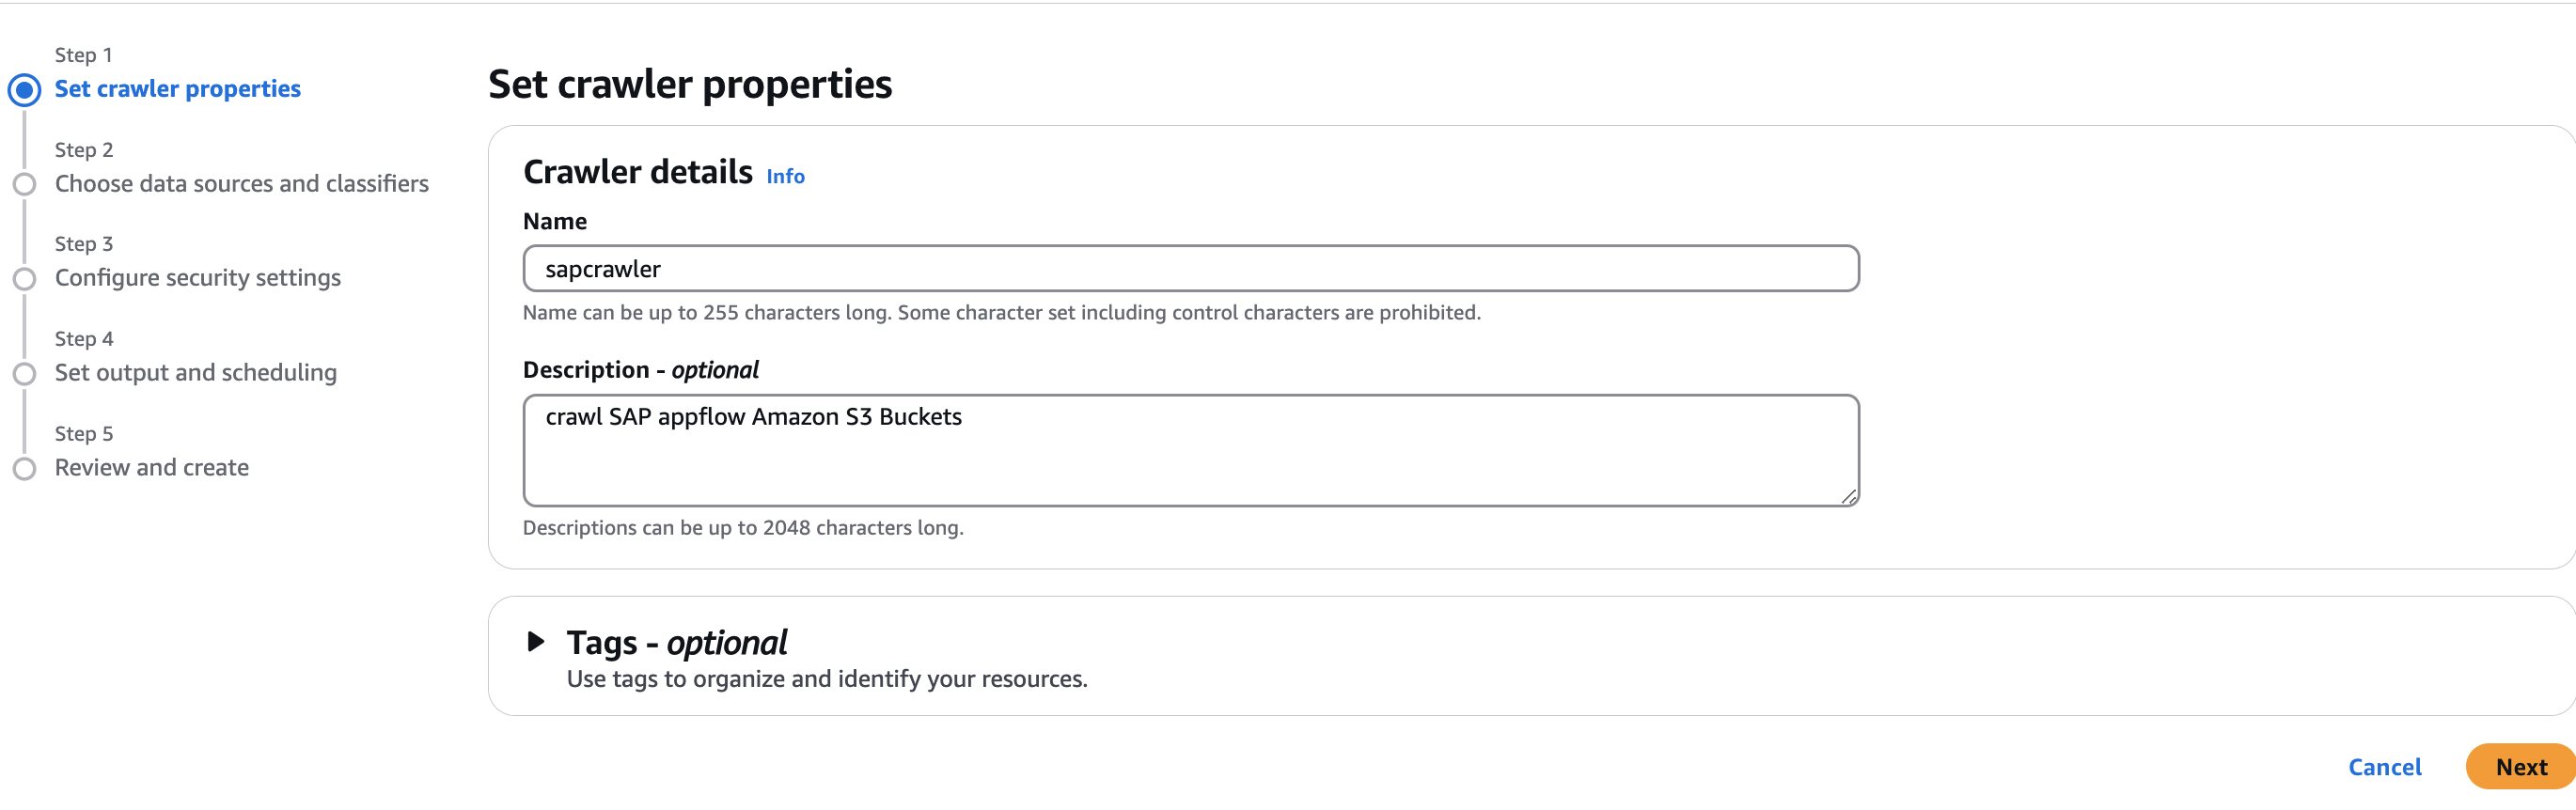 Step 1
Set crawler properties
Step 2
Choose data sources and classifiers
Step 3
Configure security settings
Step 4
Set output and scheduling
Step 5
Review and create
Set crawler properties
Crawler details Info
Name
sapcrawler
Name can be up to 255 characters long. Some character set including control characters are prohibited.
Description - optional
crawl SAP appflow Amazon S3 Buckets
Descriptions can be up to 2048 characters long.
Tags - optional
Use tags to organize and identify your resources.
Cancel
Next